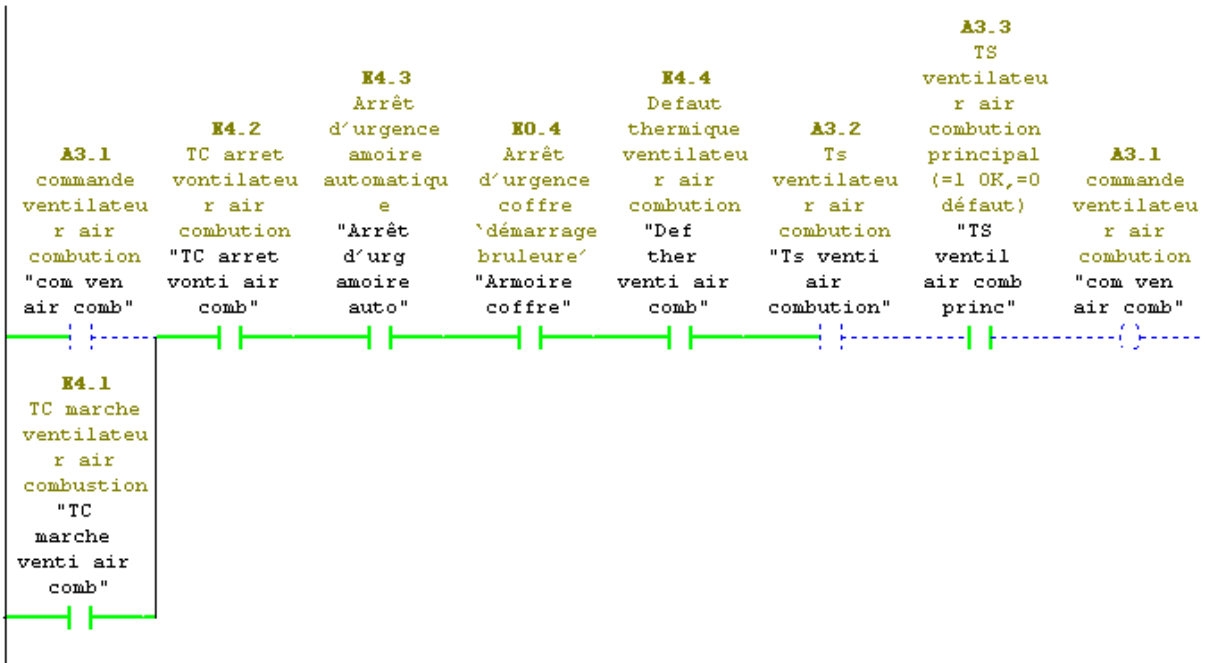 A3.1
commande
ventilateu
r air
combution
"com ven
air comb"
E4.2
TC arret
vontilateu
r air
combution
"TC arret
vonti air
comb"
E4.3
Arrêt
d'urgence
amoire
automatiqu
e
"Arrêt
d'urg
amoire
auto"
E0.4
Arrêt
d'urgence
coffre
`démarrage
bruleure'
"Armoire
coffre"
E4.4
Defaut
thermique
ventilateu
r air
combution
"Def
ther
venti air
comb"
A3.2
Ts
ventilateu
r air
combution
"Ts venti
air
combution"
A3.3
TS
ventilateu
r air
combution
principal
(=1 OK,=0
défaut)
"TS
ventil
air comb
princ"
A3.1
commande
ventilateu
r air
combution
"com ven
air comb"
E4.1
TC marche
ventilateu
r air
combustion
"TC
marche
venti air
comb"